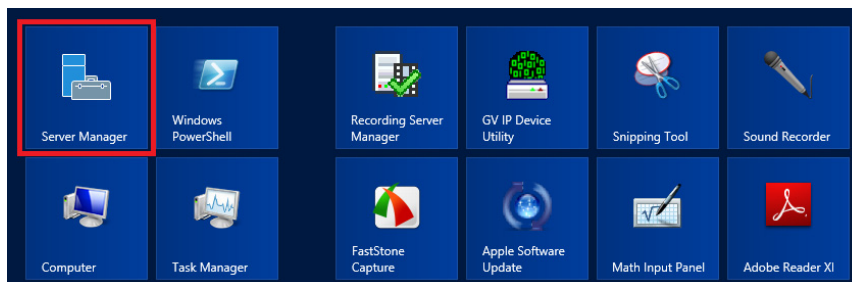 Server Manager
Windows
PowerShell
Recording Server
Manager
GV IP Device
Utility
Snipping Tool
Sound Recorder
Computer
Task Manager
FastStone
Capture
Apple Software
Update
Math Input Panel
Adobe Reader XI